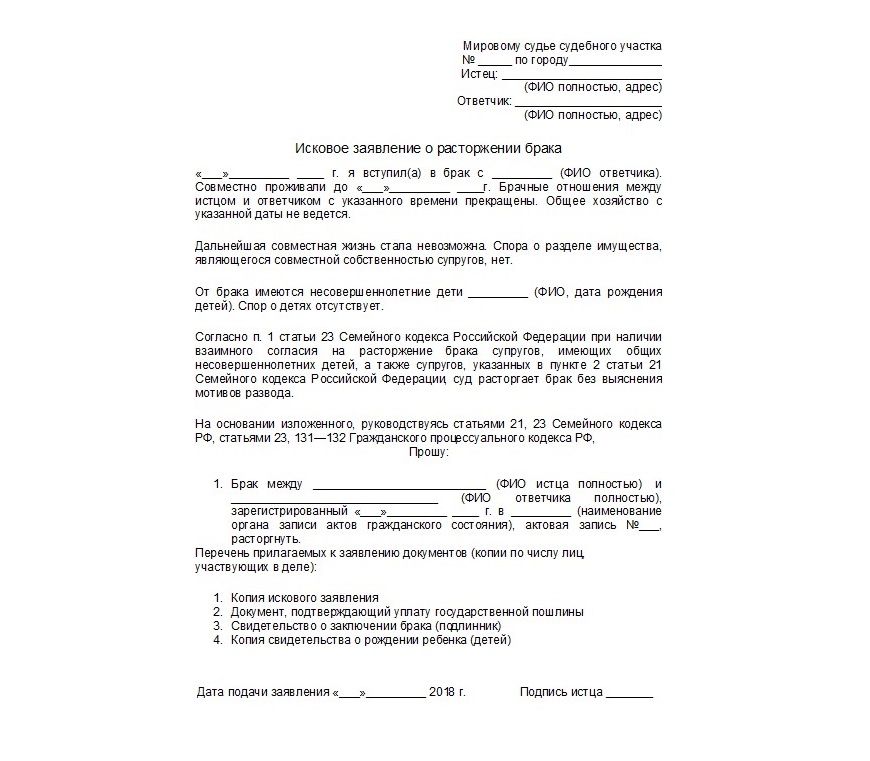 Мировому судье судебного участка
№ _____ по городу______________
Истец: ________________________
(ФИО полностью, адрес)
Ответчик: ______________________
(ФИО полностью, адрес)
Исковое заявление о расторжении брака
«___»_________ ____ г. я вступил(а) в брак с _________ (ФИО ответчика).
Совместно проживали до «___»_________ ____г. Брачные отношения между
истцом и ответчиком с указанного времени прекращены. Общее хозяйство с
указанной даты не ведется.
Дальнейшая совместная жизнь стала невозможна. Спора о разделе имущества,
являегося совместной собственностью супругов, нет.
От брака имеются несовершеннолетние дети _________ (ФИО, дата рождения
детей). Спор о детях отсутствует.
Согласно п. 1 статьи 23 Семейного кодекса Российской Федерации при наличии
взаимного согласия на расторжение брака супругов, имеющих общих
несовершеннолетних детей, а также супругов, указанных в пункте 2 статьи 21
Семейного кодекса Российской Федерации, суд расторгает брак без выяснения
мотивов развода.
На основании изложенного, руководствуясь статьями 21, 23 Семейного кодекса
РФ, статьями 23, 131—132 Гражданского процессуального кодекса РФ,
Прошу:
1. Брак между __________________________ (ФИО истца полностью) и
_______________________________ (ФИО ответчика полностью),
зарегистрированный «___»_________ ____ г. в _________ (наименование
органа записи актов гражданского состояния), актовая запись №___,
расторгнуть.
Перечень прилагаемых к заявлению документов (копии по числу лиц,
участвующих в деле):
1. Копия искового заявления
2. Документ, подтверждающий уплату государственной пошлины
3. Свидетельство о заключении брака (подлинник)
4. Копия свидетельства о рождении ребенка (детей)
Дата подачи заявления «___»_________ 2018 г. Подпись истца _______